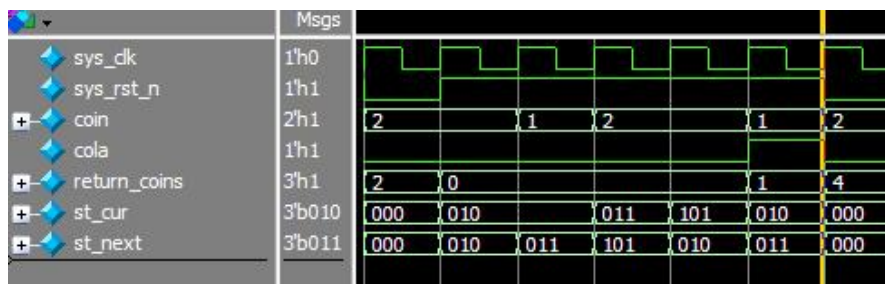 Msgs
sys_clk 1'h0
sys_rst_n 1'h1
coin 2'h1 2 1 2 1 2
cola 1'h1
return_coins 3'h1 2 0 1 4
st_cur 3'b010 000 010 011 101 010 000
st_next 3'b011 000 010 011 101 010 011 000